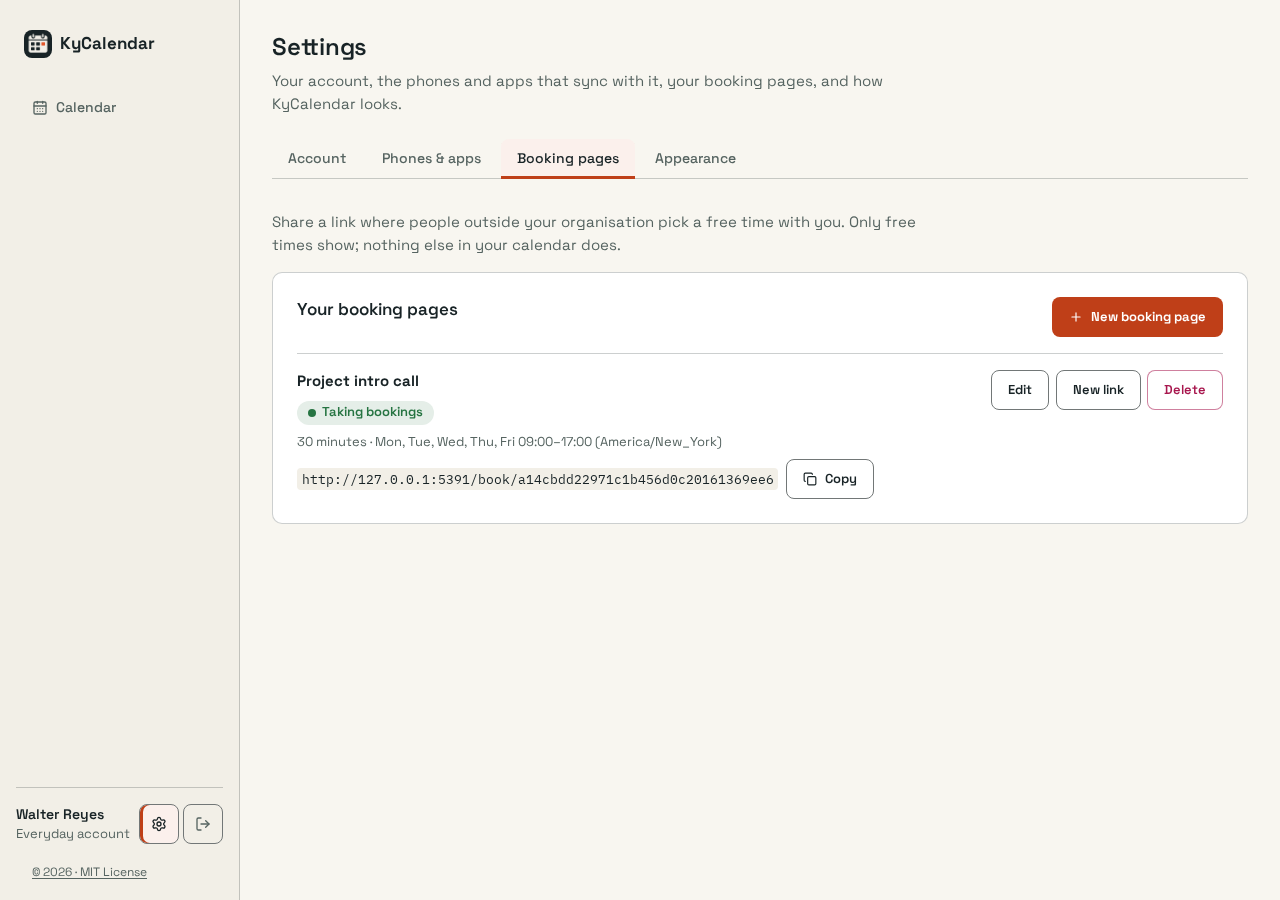 KyCalendar
Calendar
Settings
Your account, the phones and apps that sync with it, your booking pages, and how
KyCalendar looks.
Account
Phones & apps
Booking pages
Appearance
Share a link where people outside your organisation pick a free time with you. Only free
times show; nothing else in your calendar does.
Your booking pages
New booking page
Project intro call
Edit
New link
Delete
Taking bookings
30 minutes · Mon, Tue, Wed, Thu, Fri 09:00–17:00 (America/New_York)
http://127.0.0.1:5391/book/a14cbdd22971c1b456d0c20161369ee6
Copy
Walter Reyes
Everyday account
© 2026 · MIT License